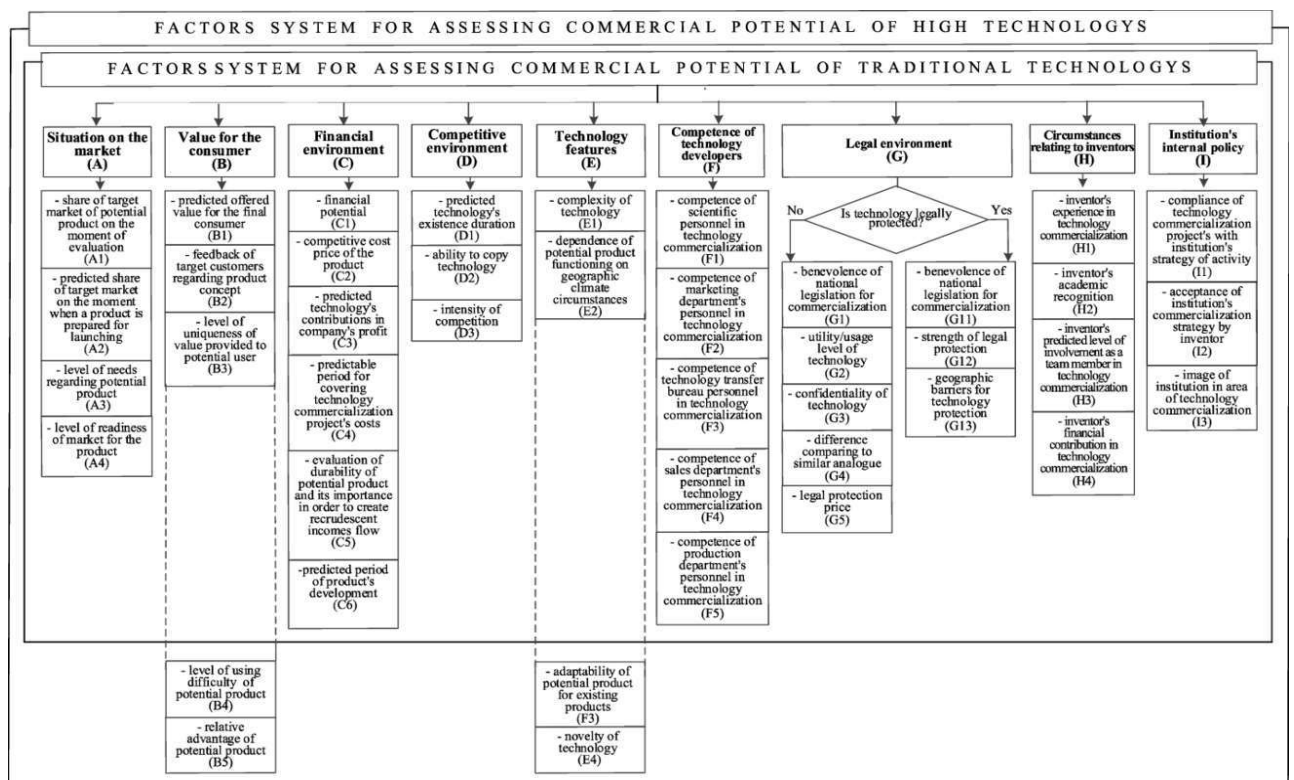 FACTORS SYSTEM FOR ASSESSING COMMERCIAL POTENTIAL OF HIGH TECHNOLOGYS
FACTORS SYSTEM FOR ASSESSING COMMERCIAL POTENTIAL OF TRADITIONAL TECHNOLOGYS
Situation on the
market
(A)
- share of target
market of potential
product on the
moment of
evaluation
(A1)
- predicted share
of target market
on the moment
when a product is
prepared for
launching
(A2)
- level of needs
regarding potential
product
(A3)
- level of readiness
of market for the
product
(A4)
Value for the
consumer
(B)
- predicted offered
value for the final
consumer
(B1)
- feedback of
target customers
regarding product
concept
(B2)
- level of
uniqueness of
value provided to
potential user
(B3)
- level of using
difficulty of
potential product
(B4)
- relative
advantage of
potential product
(B5)
Financial
environment
(C)
- financial
potential
(C1)
- competitive cost
price of the
product
(C2)
- predicted
technology's
contributions in
company's profit
(C3)
- predictable
period for
covering
technology
commercialization
project's costs
(C4)
- evaluation of
durability of
potential product
and its importance
in order to create
recrudescent
incomes flow
(C5)
-predicted period
of product's
development
(C6)
Competitive
environment
(D)
- predicted
technology's
existence duration
(D1)
- ability to copy
technology
(D2)
- intensity of
competition
(D3)
Technology
features
(E)
- complexity of
technology
(E1)
- dependence of
potential product
functioning on
geographic
climate
circumstances
(E2)
- adaptability of
potential product
for existing
products
(F3)
- novelty of
technology
(E4)
Competence of
technology
developers
(F)
- competence of
scientific
personnel in
technology
commercialization
(F1)
- competence of
marketing
department's
personnel in
technology
commercialization
(F2)
- competence of
technology transfer
bureau personnel
in technology
commercialization
(F3)
- competence of
sales department's
personnel in
technology
commercialization
(F4)
- competence of
production
department's
personnel in
technology
commercialization
(F5)
Legal environment
(G)
No
Is technology legally
protected?
Yes
- benevolence of
national
legislation for
commercialization
(G1)
- utility/usage
level of
technology
(G2)
- confidentiality of
technology
(G3)
- difference
comparing to
similar analogue
(G4)
- legal protection
price
(G5)
- benevolence of
national
legislation for
commercialization
(G11)
- strength of legal
protection
(G12)
- geographic
barriers for
technology
protection
(G13)
Circumstances
relating to inventors
(H)
- inventor's
experience in
technology
commercialization
(H1)
- inventor's
academic
recognition
(H2)
- inventor's
predicted level of
involvement as a
team member in
technology
commercialization
(H3)
- inventor's
financial
contribution in
technology
commercialization
(H4)
Institution's
internal policy
(I)
- compliance of
technology
commercialization
project's with
institution's
strategy of activity
(I1)
- acceptance of
institution's
commercialization
strategy by
inventor
(I2)
- image of
institution in area
of technology
commercialization
(I3)